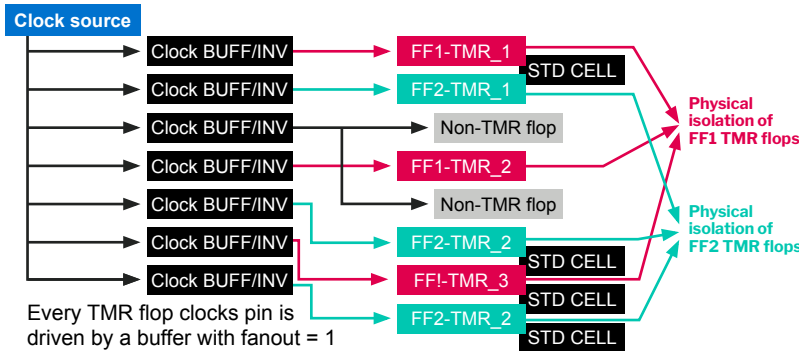 Clock source
Clock BUFF/INV
FF1-TMR_1
STD CELL
Clock BUFF/INV
FF2-TMR_1
Physical
isolation of
FF1 TMR flops
Clock BUFF/INV
Non-TMR flop
Clock BUFF/INV
FF1-TMR_2
Clock BUFF/INV
Non-TMR flop
Physical
isolation of
FF2 TMR flops
Clock BUFF/INV
FF2-TMR_2
STD CELL
Clock BUFF/INV
FF!-TMR_3
STD CELL
FF2-TMR_2
STD CELL
Every TMR flop clocks pin is
driven by a buffer with fanout = 1